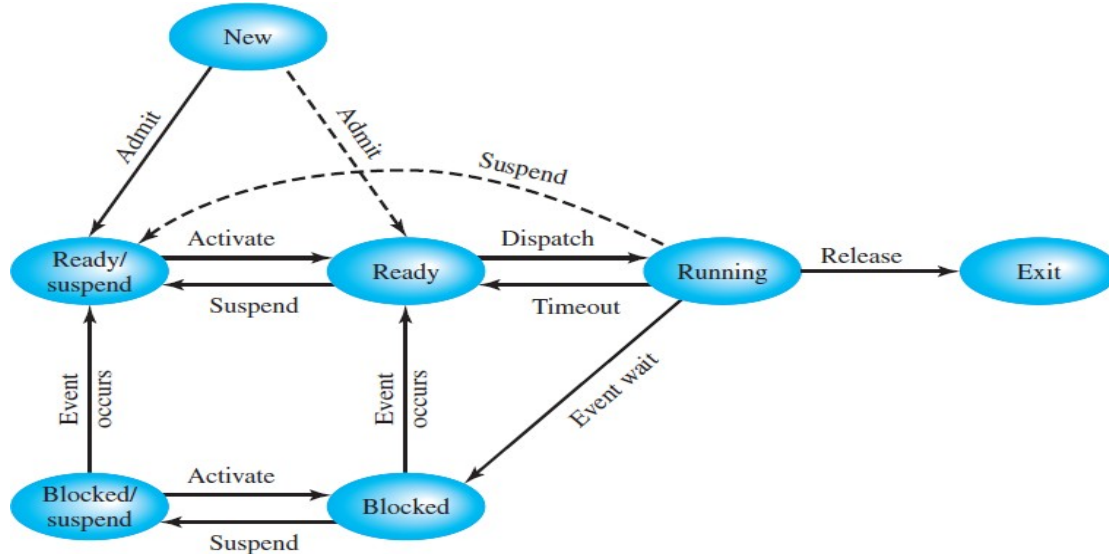 New
Admit
Admit
Suspend
Ready/
suspend
Activate
Suspend
Ready
Dispatch
Timeout
Running
Release
Exit
Event
occurs
Event
occurs
Event wait
Blocked/
suspend
Activate
Suspend
Blocked